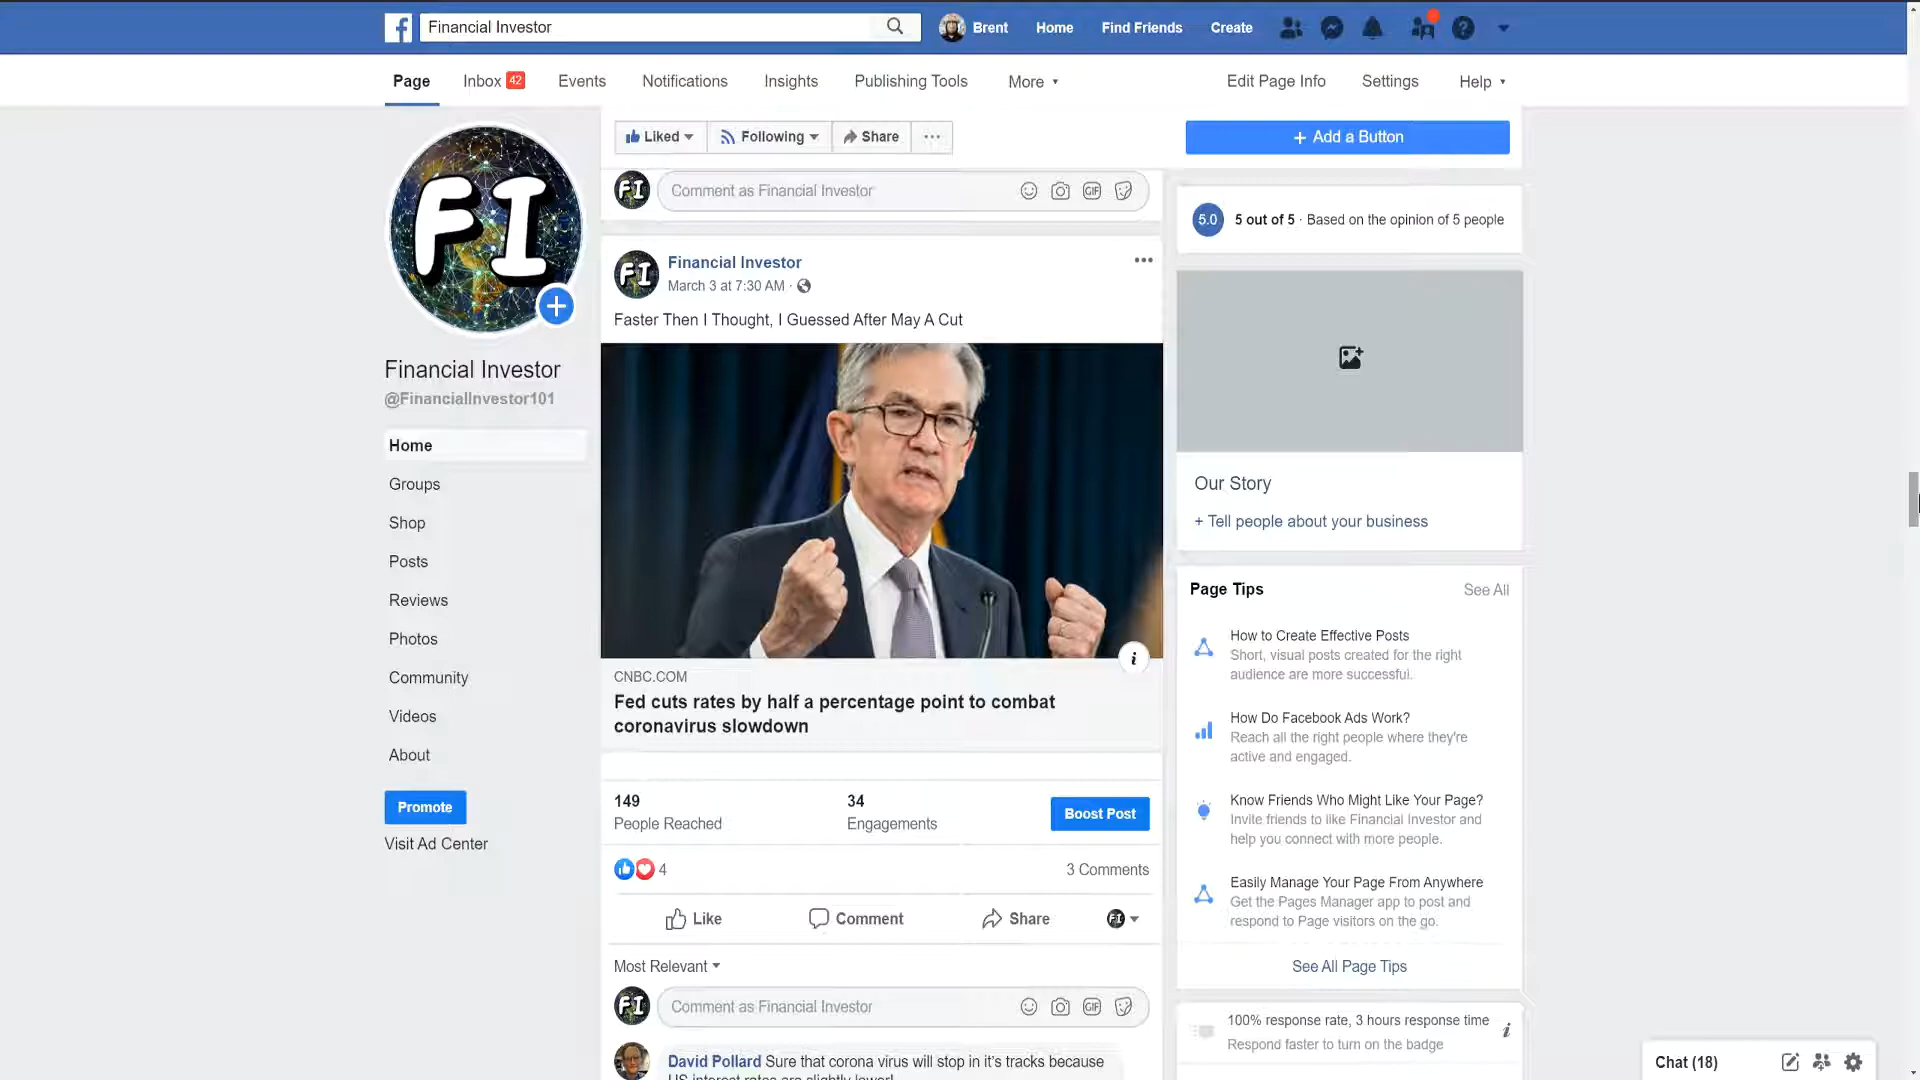 Financial Investor
Brent
Home
Find Friends
Create
Page
Inbox 42
Events
Notifications
Insights
Publishing Tools
More
Edit Page Info
Settings
Help
Liked
Following
Share
+ Add a Button
FI
Financial Investor
@FinancialInvestor101
Home
Groups
Shop
Posts
Reviews
Photos
Community
Videos
About
Promote
Visit Ad Center
FI
Comment as Financial Investor
GIF
FI
Financial Investor
March 3 at 7:30 AM ·
Faster Then I Thought, I Guessed After May A Cut
i
CNBC.COM
Fed cuts rates by half a percentage point to combat
coronavirus slowdown
149
People Reached
34
Engagements
Boost Post
4
3 Comments
Like
Comment
Share
FI
Most Relevant
FI
Comment as Financial Investor
GIF
David Pollard Sure that corona virus will stop in it's tracks because
US interest rates are slightly lower!
5.0
5 out of 5 · Based on the opinion of 5 people
Our Story
+ Tell people about your business
Page Tips
See All
How to Create Effective Posts
Short, visual posts created for the right
audience are more successful.
How Do Facebook Ads Work?
Reach all the right people where they're
active and engaged.
Know Friends Who Might Like Your Page?
Invite friends to like Financial Investor and
help you connect with more people.
Easily Manage Your Page From Anywhere
Get the Pages Manager app to post and
respond to Page visitors on the go.
See All Page Tips
100% response rate, 3 hours response time
Respond faster to turn on the badge
i
Chat (18)